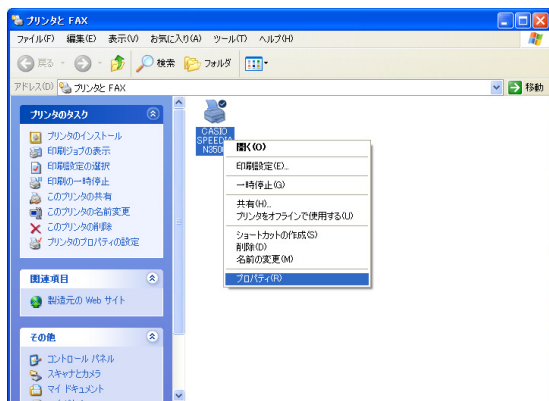 プリンタと FAX
ファイル(F) 編集(E) 表示(V) お気に入り(A) ツール(T) ヘルプ(H)
戻る 検索 フォルダ
アドレス(D) プリンタと FAX 移動
プリンタのタスク
プリンタのインストール
印刷ジョブの表示
印刷設定の選択
印刷の一時停止
このプリンタの共有
このプリンタの名前変更
このプリンタの削除
プリンタのプロパティの設定
関連項目
製造元の Web サイト
その他
コントロール パネル
スキャナとカメラ
マイ ドキュメント
CASIO
SPEEDIA
N350
開く(O)
印刷設定(E)...
一時停止(G)
共有(H)...
プリンタをオフラインで使用する(U)
ショートカットの作成(S)
削除(D)
名前の変更(M)
プロパティ(R)